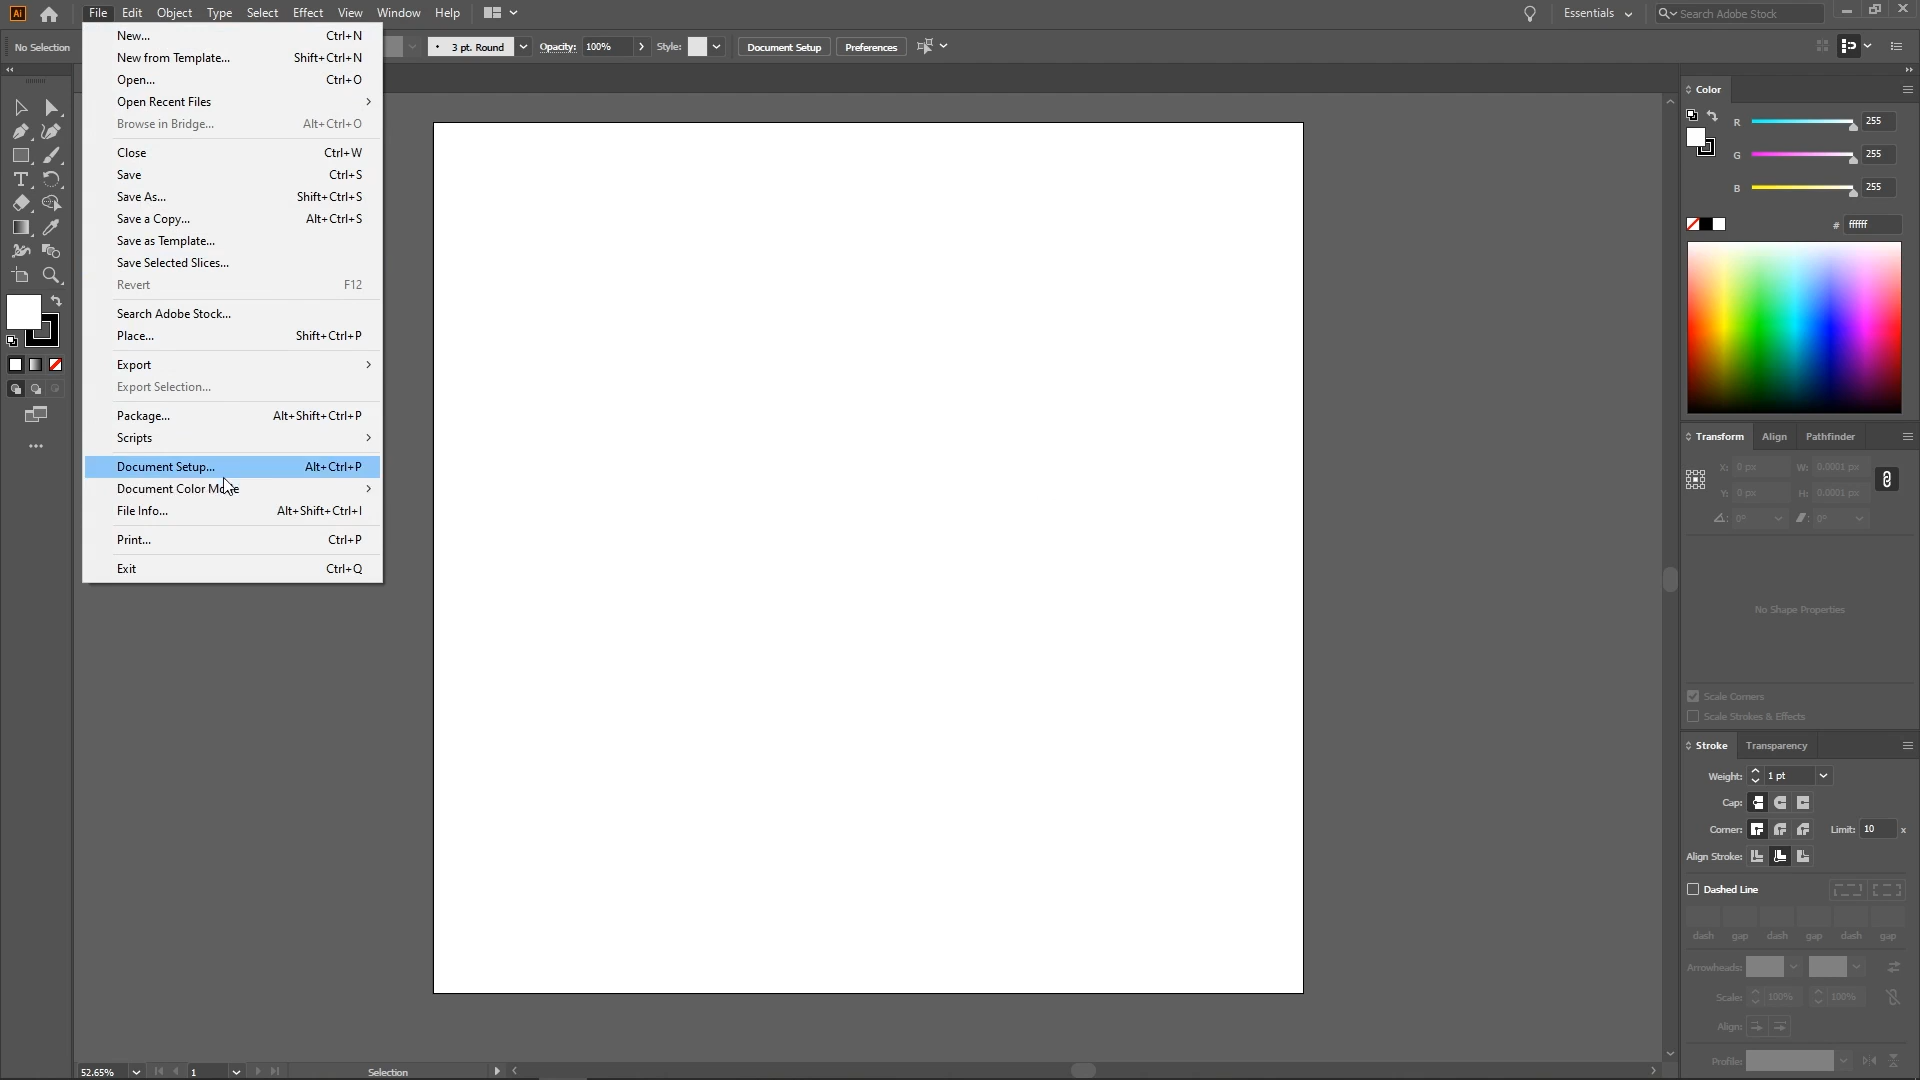 Ai File Edit Object Type Select Effect View Window Help Essentials Search Adobe Stock
No Selection 3 pt. Round Opacity: 100% Style: Document Setup Preferences
New... Ctrl+N
New from Template... Shift+Ctrl+N
Open... Ctrl+O
Open Recent Files
Browse in Bridge... Alt+Ctrl+O
Close Ctrl+W
Save Ctrl+S
Save As... Shift+Ctrl+S
Save a Copy... Alt+Ctrl+S
Save as Template...
Save Selected Slices...
Revert F12
Search Adobe Stock...
Place... Shift+Ctrl+P
Export
Export Selection...
Package... Alt+Shift+Ctrl+P
Scripts
Document Setup... Alt+Ctrl+P
Document Color Mode
File Info... Alt+Shift+Ctrl+I
Print... Ctrl+P
Exit Ctrl+Q
Color
R 255
G 255
B 255
# ffffff
Transform Align Pathfinder
X: 0 px W: 0.0001 px
Y: 0 px H: 0.0001 px
0° 0°
No Shape Properties
Scale Corners
Scale Strokes & Effects
Stroke Transparency
Weight: 1 pt
Cap:
Corner: Limit: 10 x
Align Stroke:
Dashed Line
dash gap dash gap dash gap
Arrowheads:
Scale: 100% 100%
Align:
Profile:
52.65% 1 Selection